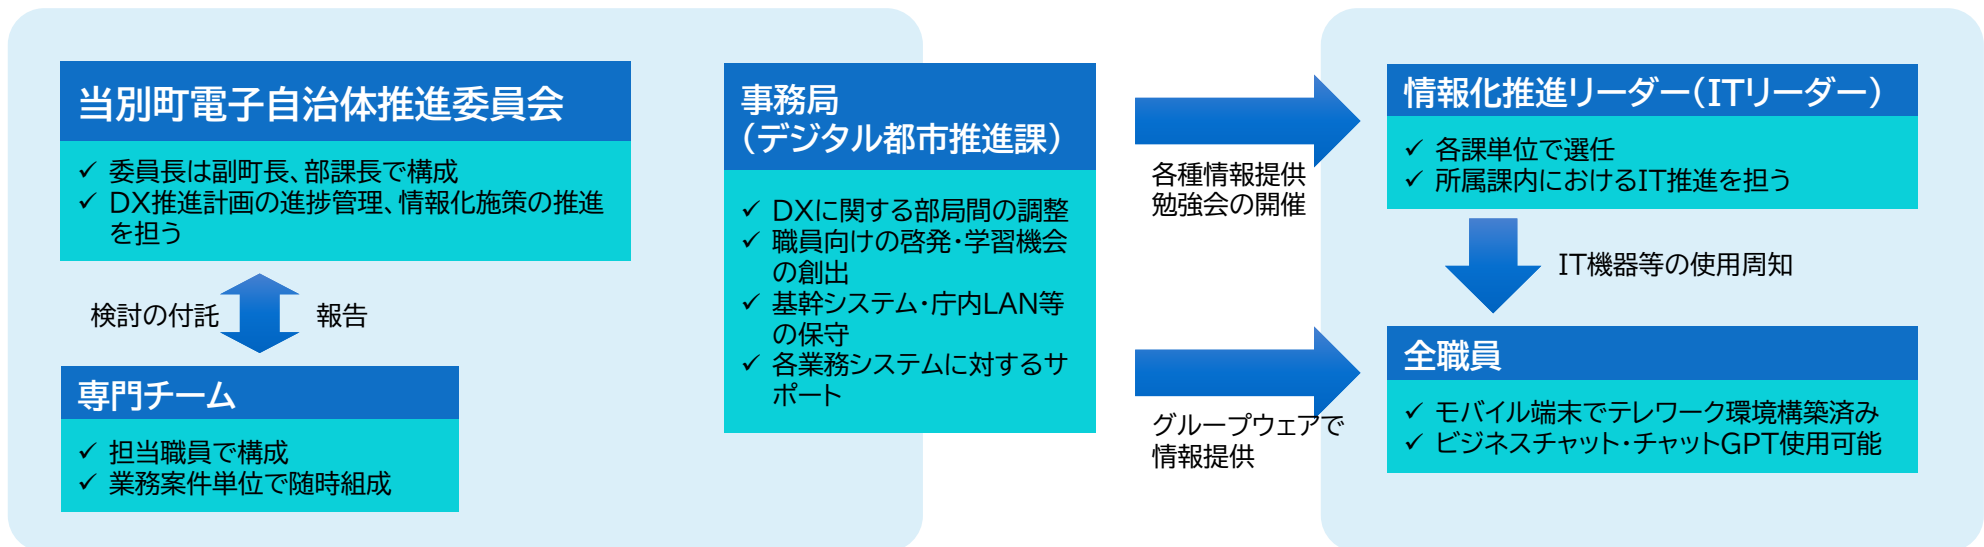 当別町電子自治体推進委員会
✓ 委員長は副町長、部課長で構成
✓ DX推進計画の進捗管理、情報化施策の推進
を担う
検討の付託
報告
専門チーム
✓ 担当職員で構成
✓ 業務案件単位で随時組成
事務局
（デジタル都市推進課）
✓ DXに関する部局間の調整
✓ 職員向けの啓発・学習機会
の創出
✓ 基幹システム・庁内LAN等
の保守
✓ 各業務システムに対するサ
ポート
各種情報提供
勉強会の開催
グループウェアで
情報提供
情報化推進リーダー（ITリーダー）
✓ 各課単位で選任
✓ 所属課内におけるIT推進を担う
IT機器等の使用周知
全職員
✓ モバイル端末でテレワーク環境構築済み
✓ ビジネスチャット・チャットGPT使用可能